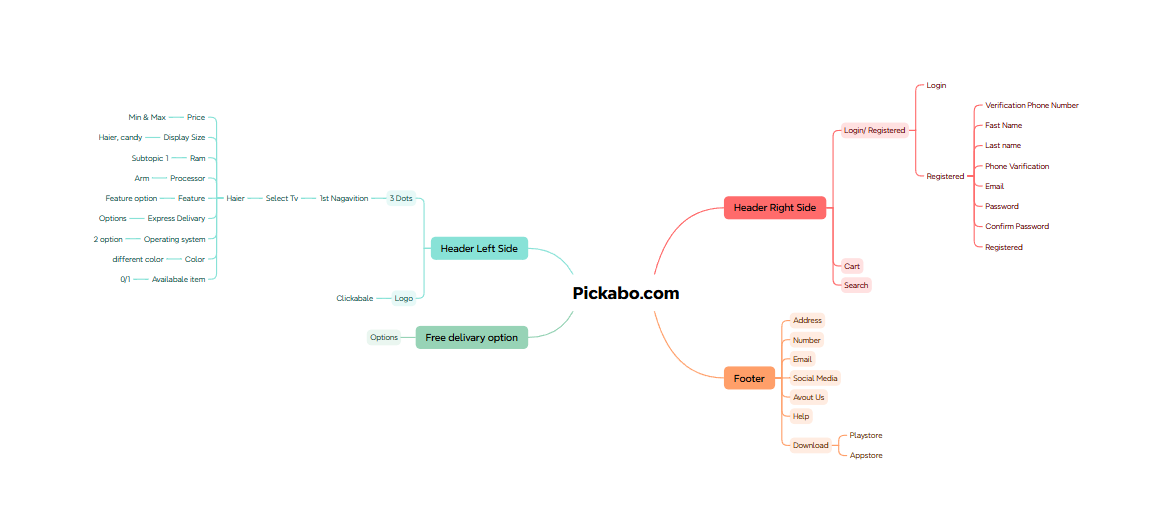 Pickabo.com
Header Right Side
Login/ Registered
Login
Registered
Verification Phone Number
Fast Name
Last name
Phone Varification
Email
Password
Confirm Password
Registered
Cart
Search
Footer
Address
Number
Email
Social Media
Avout Us
Help
Download
Playstore
Appstore
Header Left Side
3 Dots
1st Nagavition
Select Tv
Haier
Price
Min & Max
Display Size
Haier, candy
Ram
Subtopic 1
Processor
Arm
Feature
Feature option
Express Delivary
Options
Operating system
2 option
Color
different color
Availabale item
0/1
Logo
Clickabale
Free delivary option
Options